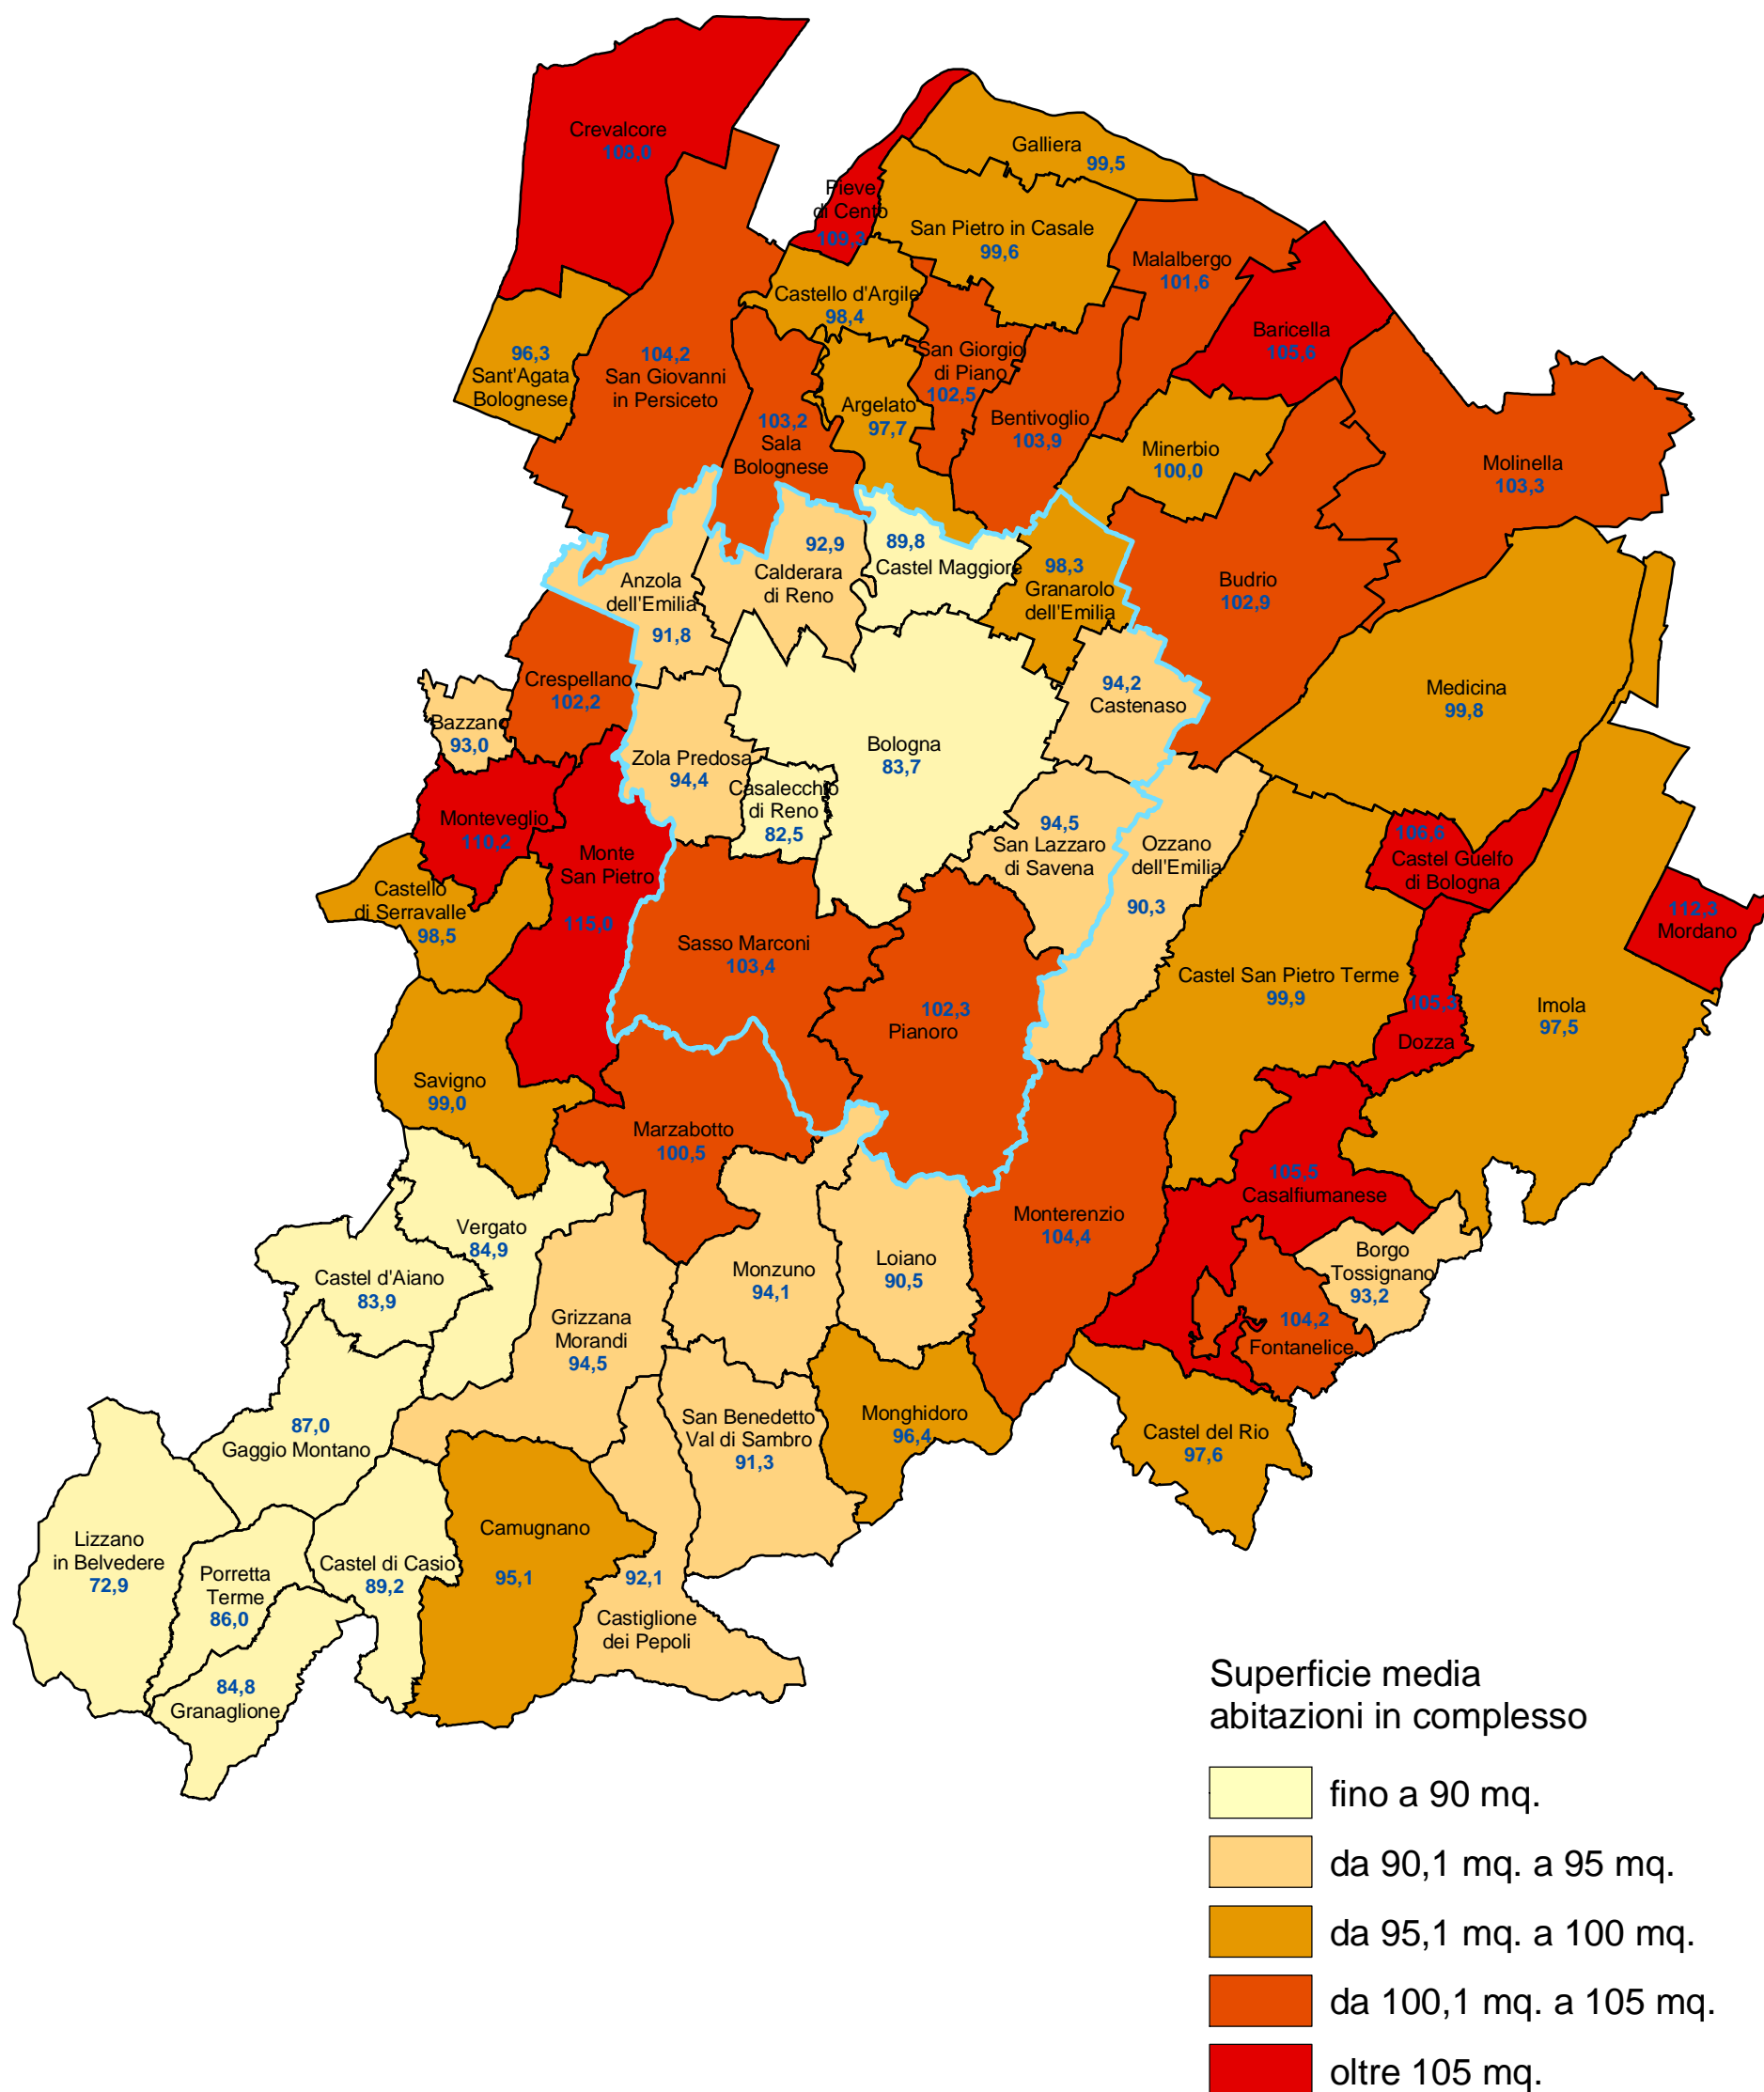 Crevalcore
108,0
Galliera
99,5
Pieve
di Cento
109,3
San Pietro in Casale
99,6
Malalbergo
101,6
Castello d'Argile
98,4
Baricella
105,6
96,3
Sant'Agata
Bolognese
104,2
San Giovanni
in Persiceto
San Giorgio
di Piano
102,5
Argelato
97,7
103,2
Sala
Bolognese
Bentivoglio
103,9
Minerbio
100,0
Molinella
103,3
92,9
Calderara
di Reno
89,8
Castel Maggiore
98,3
Granarolo
dell'Emilia
Anzola
dell'Emilia
91,8
Budrio
102,9
Crespellano
102,2
94,2
Castenaso
Medicina
99,8
Bazzano
93,0
Bologna
83,7
Zola Predosa
94,4
Casalecchio
di Reno
82,5
Monteveglio
110,2
Monte
San Pietro
115,0
94,5
San Lazzaro
di Savena
Ozzano
dell'Emilia
90,3
106,6
Castel Guelfo
di Bologna
Castello
di Serravalle
98,5
112,3
Mordano
Sasso Marconi
103,4
Castel San Pietro Terme
99,9
102,3
Pianoro
105,3
Dozza
Imola
97,5
Savigno
99,0
Marzabotto
100,5
105,5
Casalfiumanese
Vergato
84,9
Monterenzio
104,4
Castel d'Aiano
83,9
Monzuno
94,1
Loiano
90,5
Borgo
Tossignano
93,2
Grizzana
Morandi
94,5
104,2
Fontanelice
87,0
Gaggio Montano
San Benedetto
Val di Sambro
91,3
Monghidoro
96,4
Castel del Rio
97,6
Lizzano
in Belvedere
72,9
Porretta
Terme
86,0
Castel di Casio
89,2
Camugnano
95,1
92,1
Castiglione
dei Pepoli
84,8
Granaglione
Superficie media
abitazioni in complesso
fino a 90 mq.
da 90,1 mq. a 95 mq.
da 95,1 mq. a 100 mq.
da 100,1 mq. a 105 mq.
oltre 105 mq.